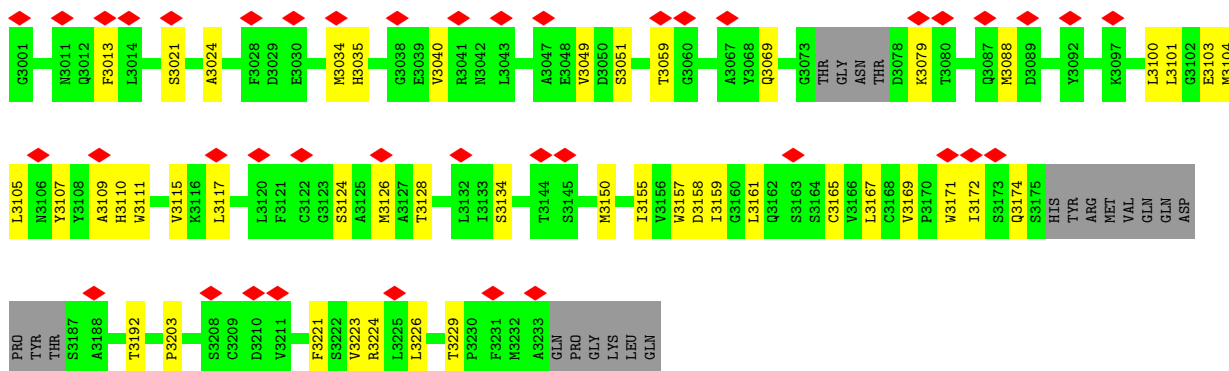 G3001 N3011 Q3012 F3013 L3014 S3021 A3024 F3028 D3029 E3030 M3034 H3035 G3038 E3039 V3040 R3041 N3042 L3043 A3047 E3048 V3049 D3050 S3051 T3059 G3060 A3067 Y3068 Q3069 G3073 THR GLY ASN THR D3078 K3079 T3080 Q3087 M3088 D3089 Y3092 K3097 L3100 L3101 G3102 E3103 M3104
L3105 N3106 Y3107 Y3108 A3109 H3110 W3111 V3115 K3116 L3117 L3120 F3121 C3122 G3123 S3124 A3125 M3126 A3127 T3128 L3132 I3133 S3134 T3144 S3145 M3150 I3155 V3156 W3157 D3158 I3159 G3160 L3161 Q3162 S3163 S3164 C3165 V3166 L3167 C3168 V3169 P3170 W3171 I3172 S3173 Q3174 S3175 HIS TYR ARG MET VAL GLN GLN ASP
PRO TYR THR S3187 A3188 T3192 P3203 S3208 C3209 D3210 V3211 F3221 S3222 V3223 R3224 L3225 L3226 T3229 P3230 F3231 M3232 A3233 GLN PRO GLY LYS LEU GLN